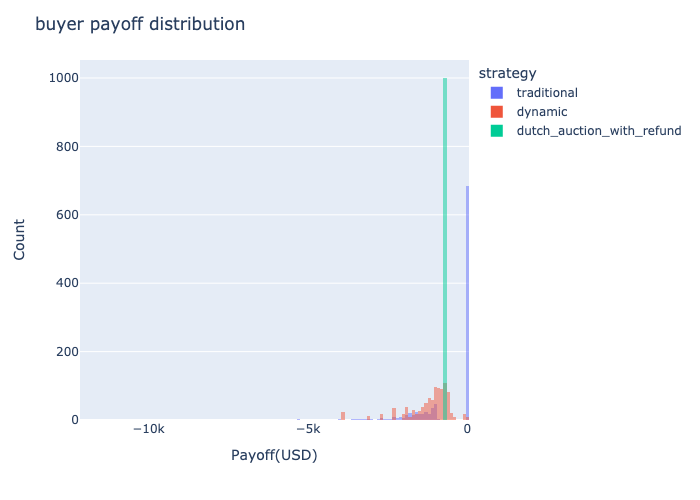 buyer payoff distribution
strategy
traditional
dynamic
dutch_auction_with_refund
Count
1000
800
600
400
200
0
−10k
−5k
0
Payoff(USD)